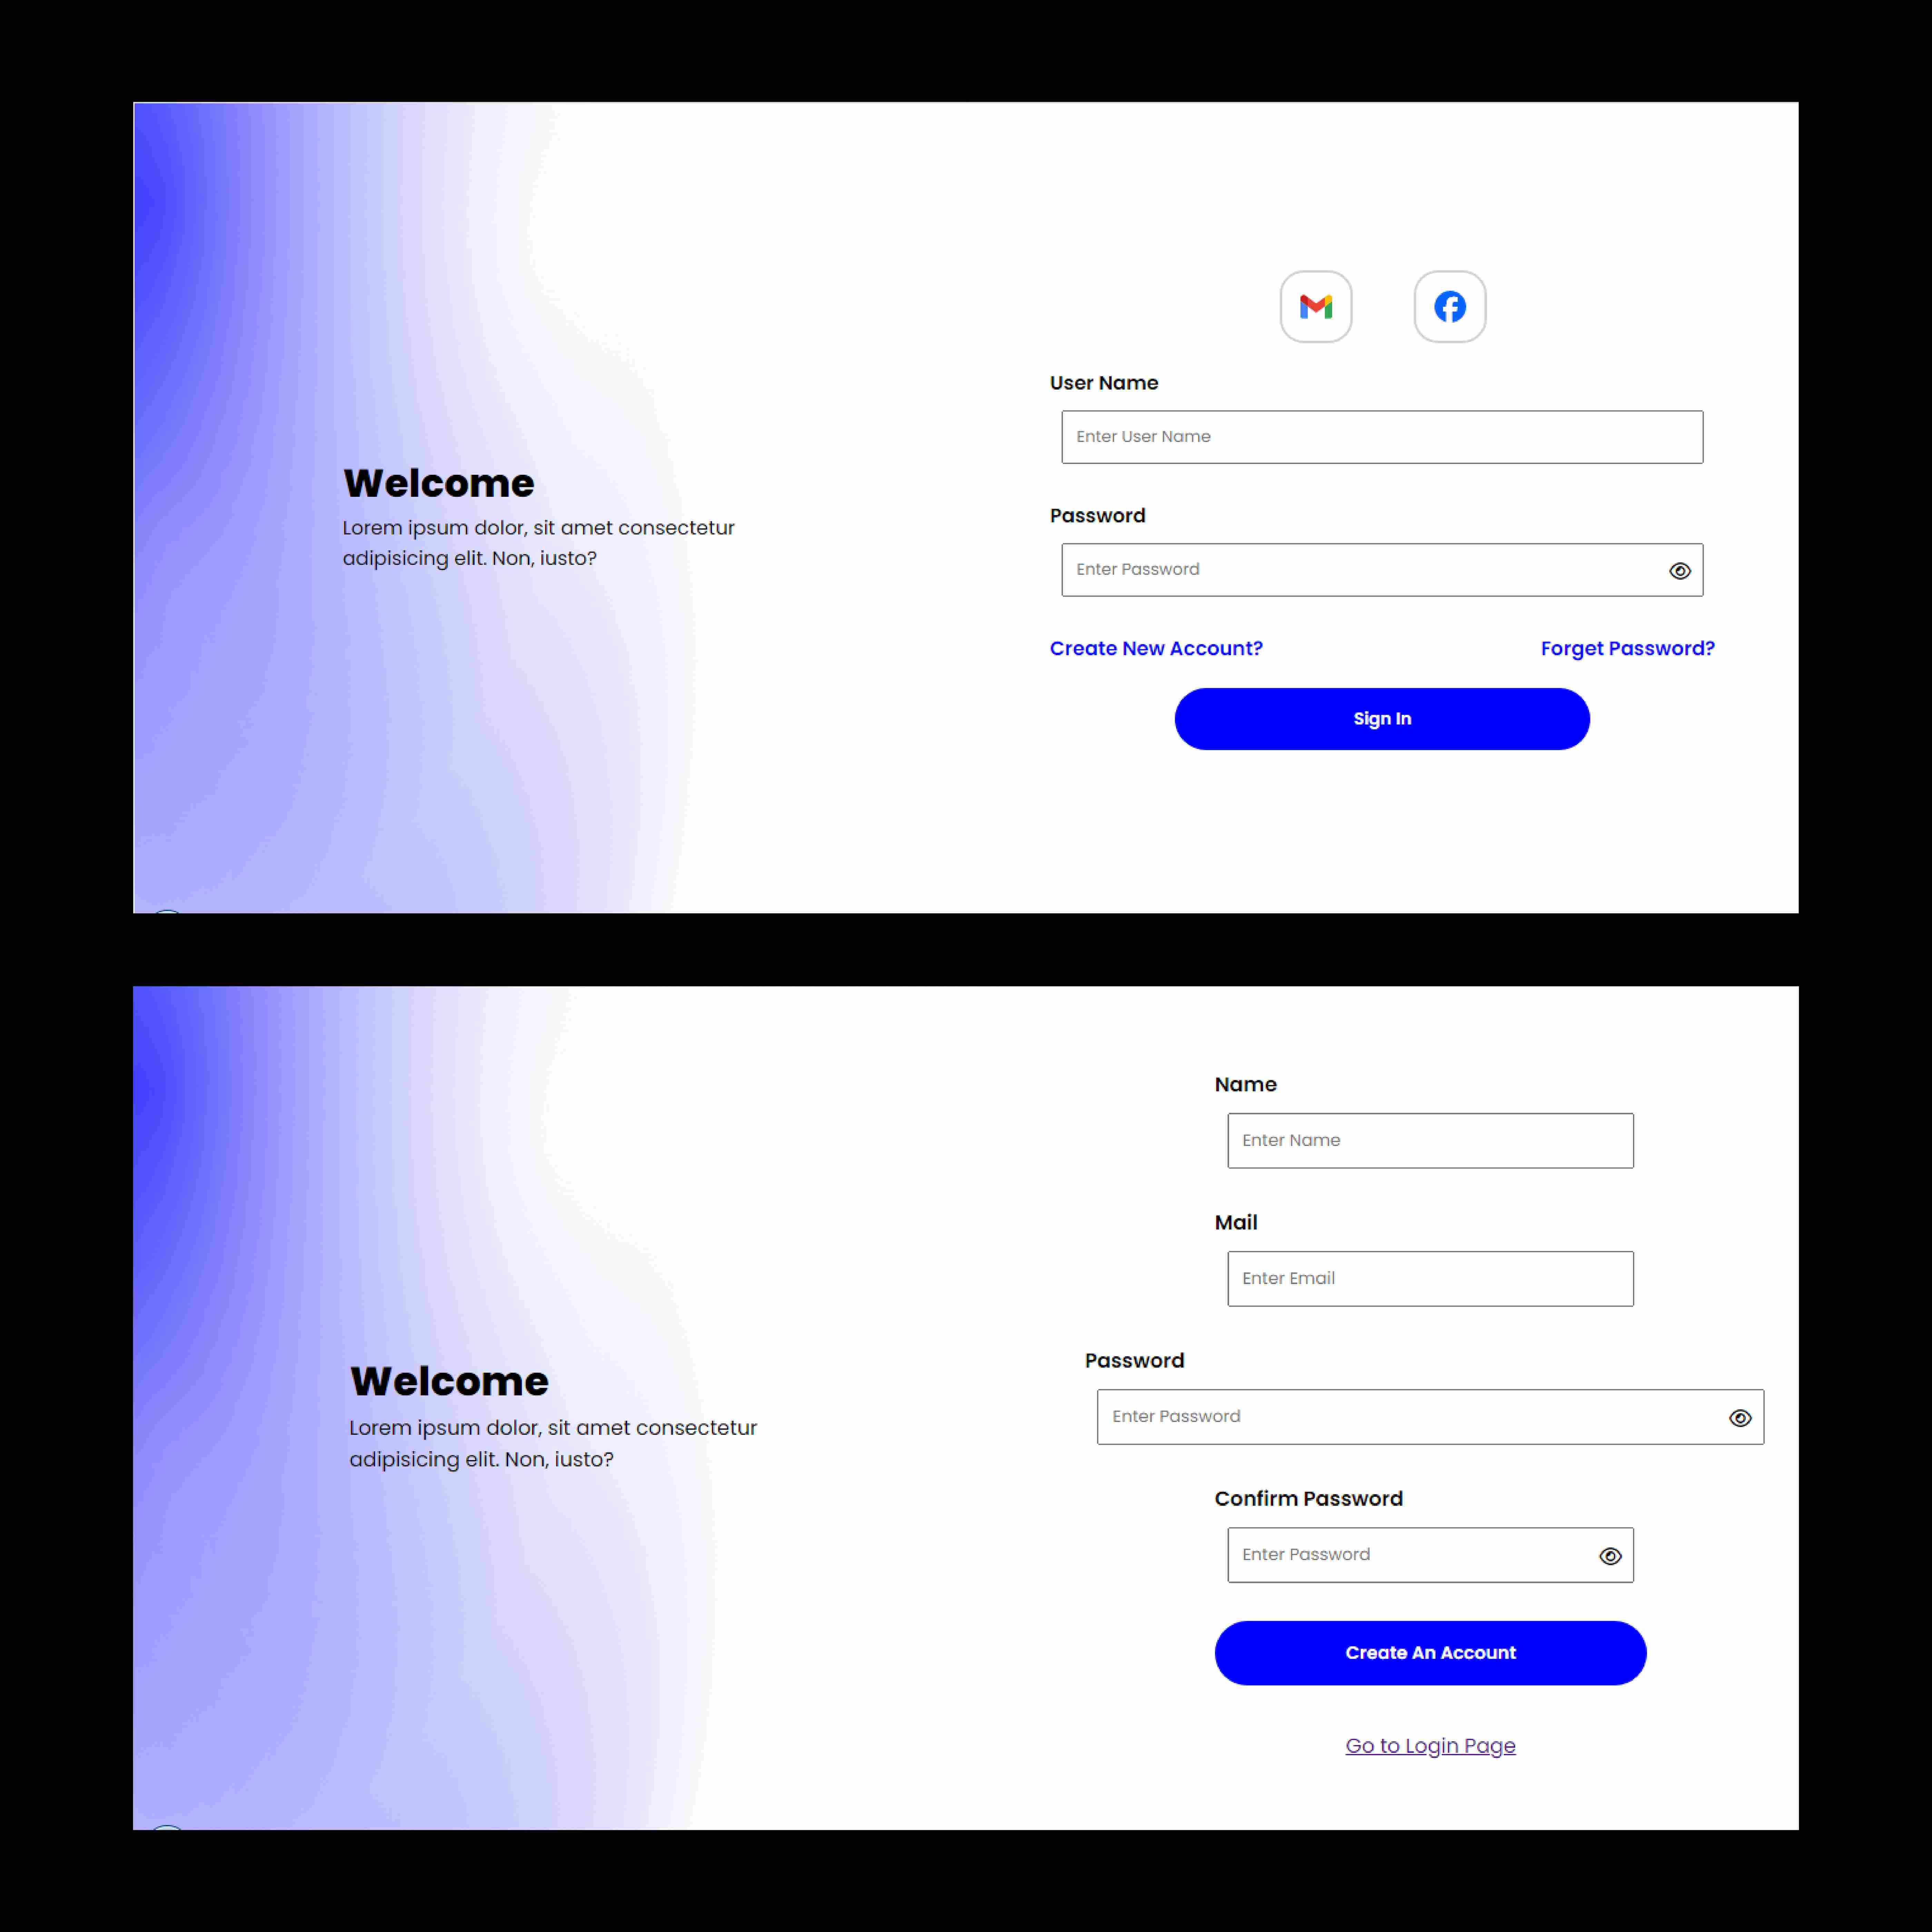 Welcome
Lorem ipsum dolor, sit amet consectetur
adipisicing elit. Non, iusto?
User Name
Enter User Name
Password
Enter Password
Create New Account?
Forget Password?
Sign In
Welcome
Lorem ipsum dolor, sit amet consectetur
adipisicing elit. Non, iusto?
Name
Enter Name
Mail
Enter Email
Password
Enter Password
Confirm Password
Enter Password
Create An Account
Go to Login Page